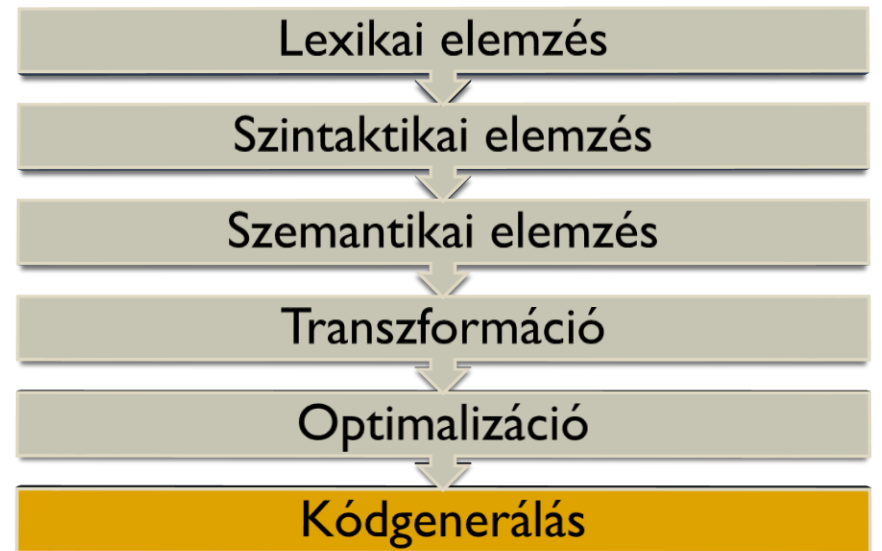 Lexikai elemzés
Szintaktikai elemzés
Szemantikai elemzés
Transzformáció
Optimalizáció
Kódgenerálás